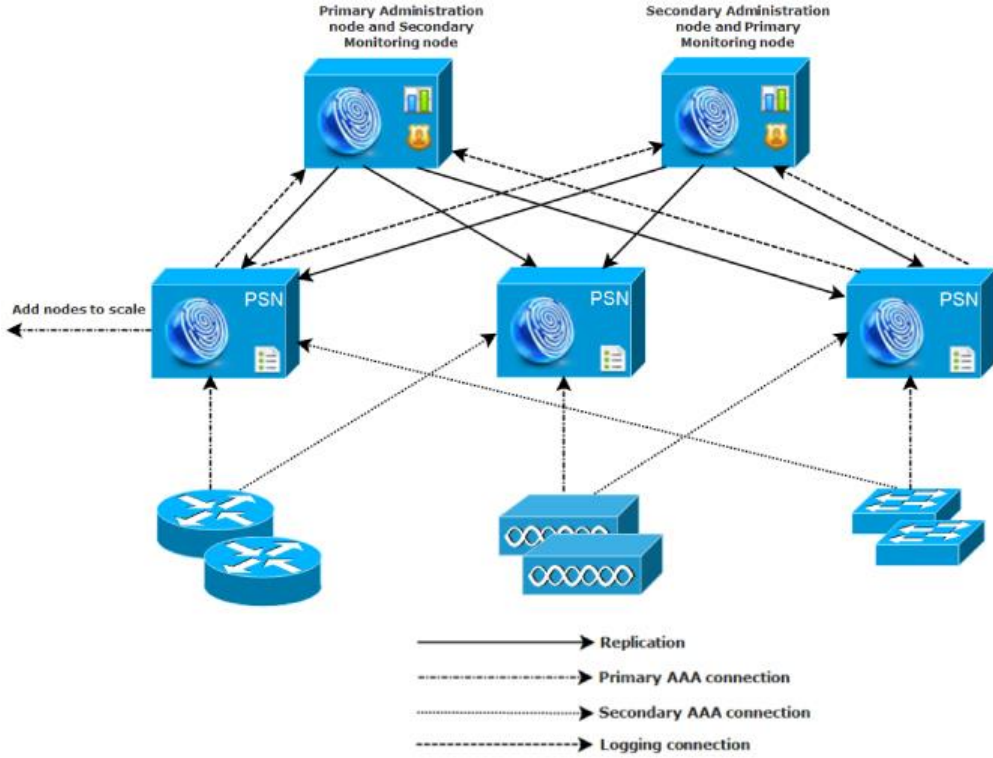 Primary Administration
node and Secondary
Monitoring node
Secondary Administration
node and Primary
Monitoring node
PSN
PSN
PSN
Add nodes to scale
Replication
Primary AAA connection
Secondary AAA connection
Logging connection